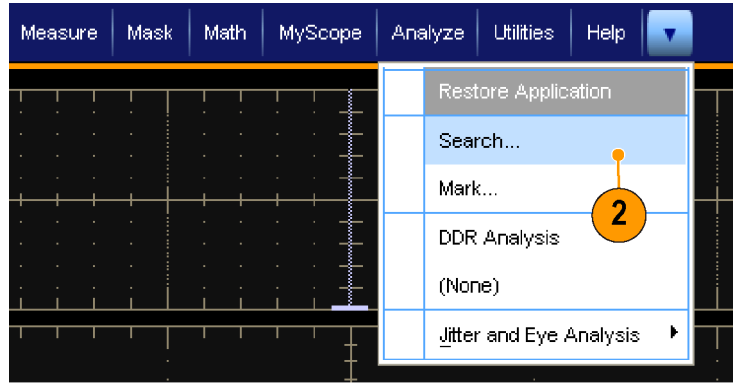 Measure Mask Math MyScope Analyze Utilities Help
Restore Application
Search...
Mark...
2
DDR Analysis
(None)
Jitter and Eye Analysis